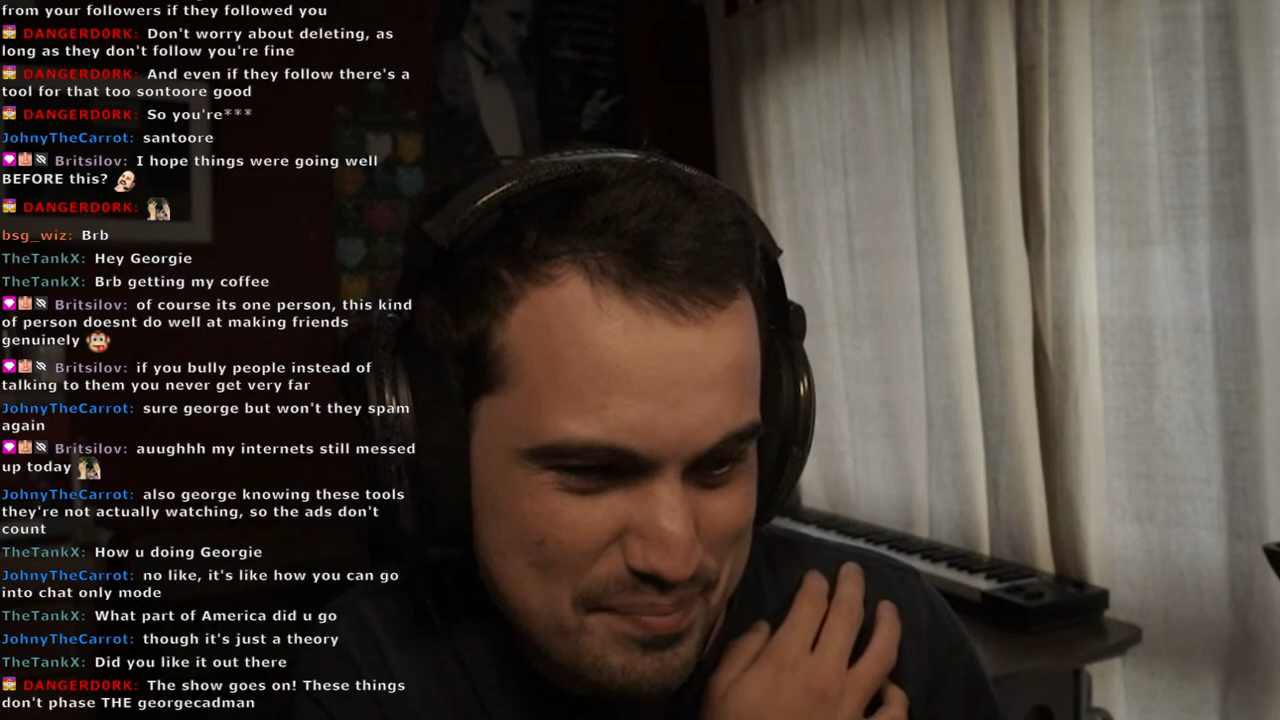 from your followers if they followed you
DANGERD0RK: Don't worry about deleting, as
long as they don't follow you're fine
DANGERD0RK: And even if they follow there's a
tool for that too sontoore good
DANGERD0RK: So you're***
JohnyTheCarrot: santoore
Britsilov: I hope things were going well
BEFORE this?
DANGERD0RK:
bsg_wiz: Brb
TheTankX: Hey Georgie
TheTankX: Brb getting my coffee
Britsilov: of course its one person, this kind
of person doesnt do well at making friends
genuinely
Britsilov: if you bully people instead of
talking to them you never get very far
JohnyTheCarrot: sure george but won't they spam
again
Britsilov: auughhh my internets still messed
up today
JohnyTheCarrot: also george knowing these tools
they're not actually watching, so the ads don't
count
TheTankX: How u doing Georgie
JohnyTheCarrot: no like, it's like how you can go
into chat only mode
TheTankX: What part of America did u go
JohnyTheCarrot: though it's just a theory
TheTankX: Did you like it out there
DANGERD0RK: The show goes on! These things
don't phase THE georgecadman